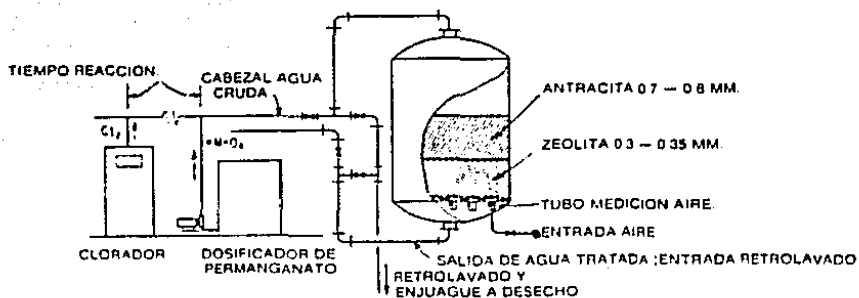 TIEMPO REACCION
CABEZAL AGUA
CRUDA
ANTRACITA 0.7 — 0.8 MM.
ZEOLITA 0.3 — 0.35 MM.
TUBO MEDICION AIRE.
ENTRADA AIRE
CLORADOR
DOSIFICADOR DE
PERMANGANATO
SALIDA DE AGUA TRATADA ; ENTRADA RETROLAVADO
RETROLAVADO Y
ENJUAGUE A DESECHO